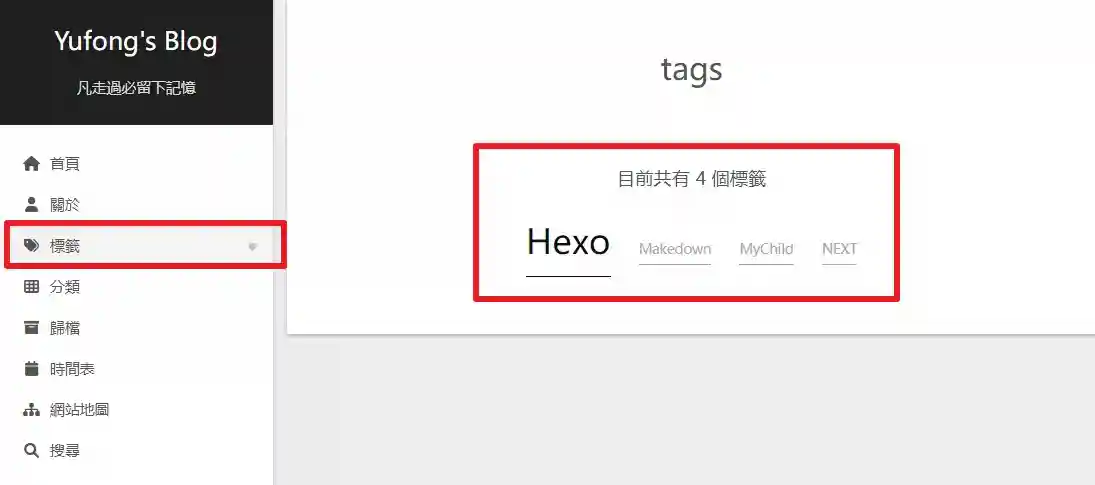 Yufong's Blog
凡走過必留下記憶
首頁
關於
標籤
分類
歸檔
時間表
網站地圖
搜尋
tags
目前共有 4 個標籤
Hexo Makedown MyChild NEXT